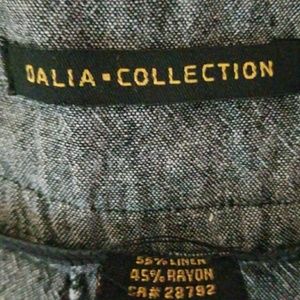 DALIA▪COLLECTION
55% LINEN
45% RAYON
CA# 28792